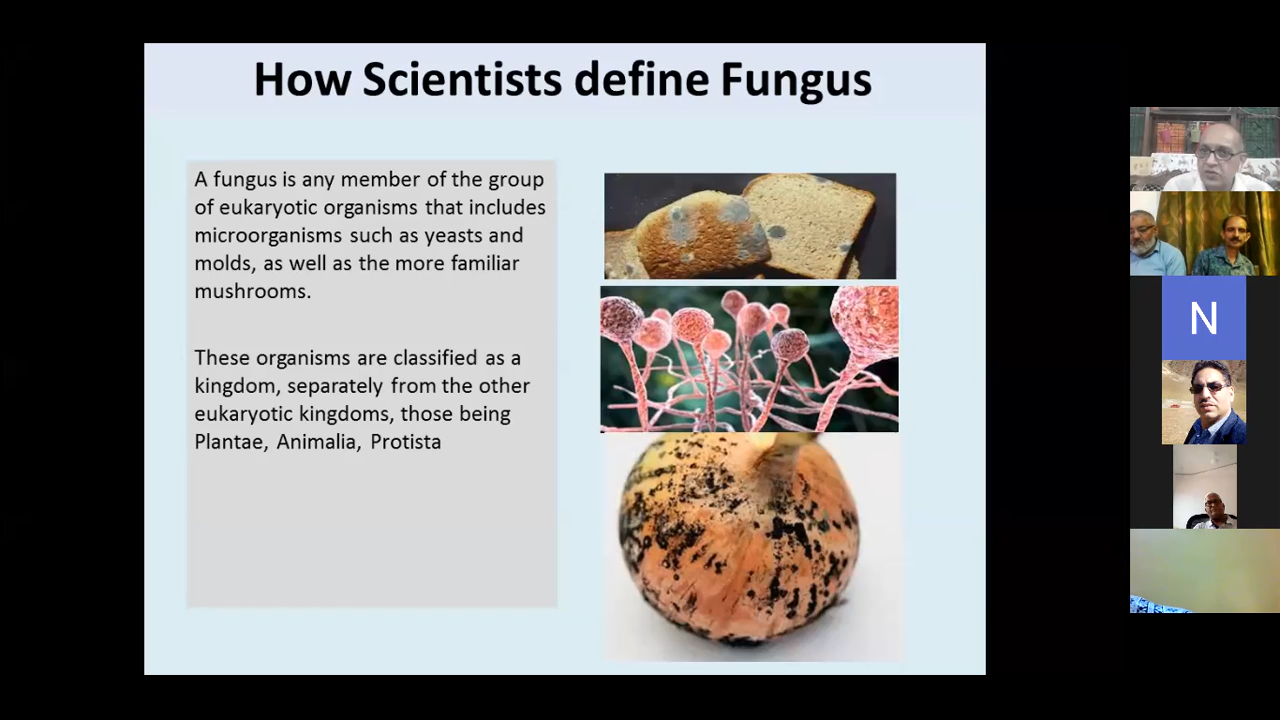 How Scientists define Fungus
A fungus is any member of the group
of eukaryotic organisms that includes
microorganisms such as yeasts and
molds, as well as the more familiar
mushrooms.
These organisms are classified as a
kingdom, separately from the other
eukaryotic kingdoms, those being
Plantae, Animalia, Protista
N